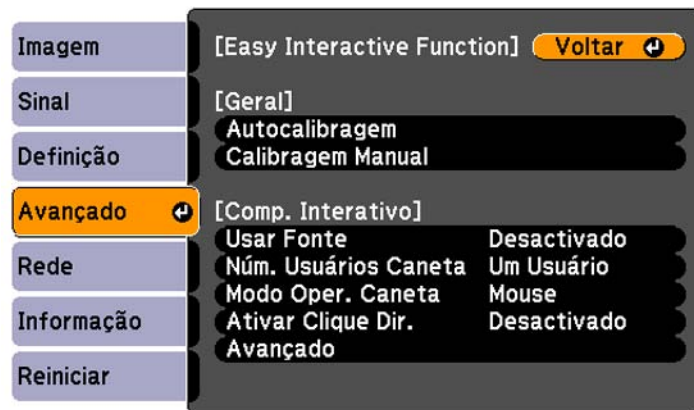 Imagem
Sinal
Definição
Avançado
Rede
Informação
Reiniciar
[Easy Interactive Function] Voltar
[Geral]
Autocalibragem
Calibragem Manual
[Comp. Interativo]
Usar Fonte Desactivado
Núm. Usuários Caneta Um Usuário
Modo Oper. Caneta Mouse
Ativar Clique Dir. Desactivado
Avançado